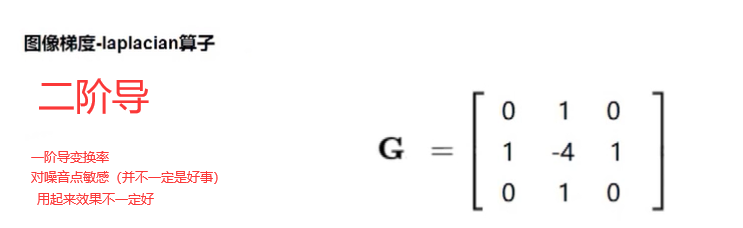 图像梯度-laplacian算子
二阶导
一阶导变换率
对噪音点敏感（并不一定是好事）
用起来效果不一定好
G = [ 0 1 0
1 -4 1
0 1 0 ]